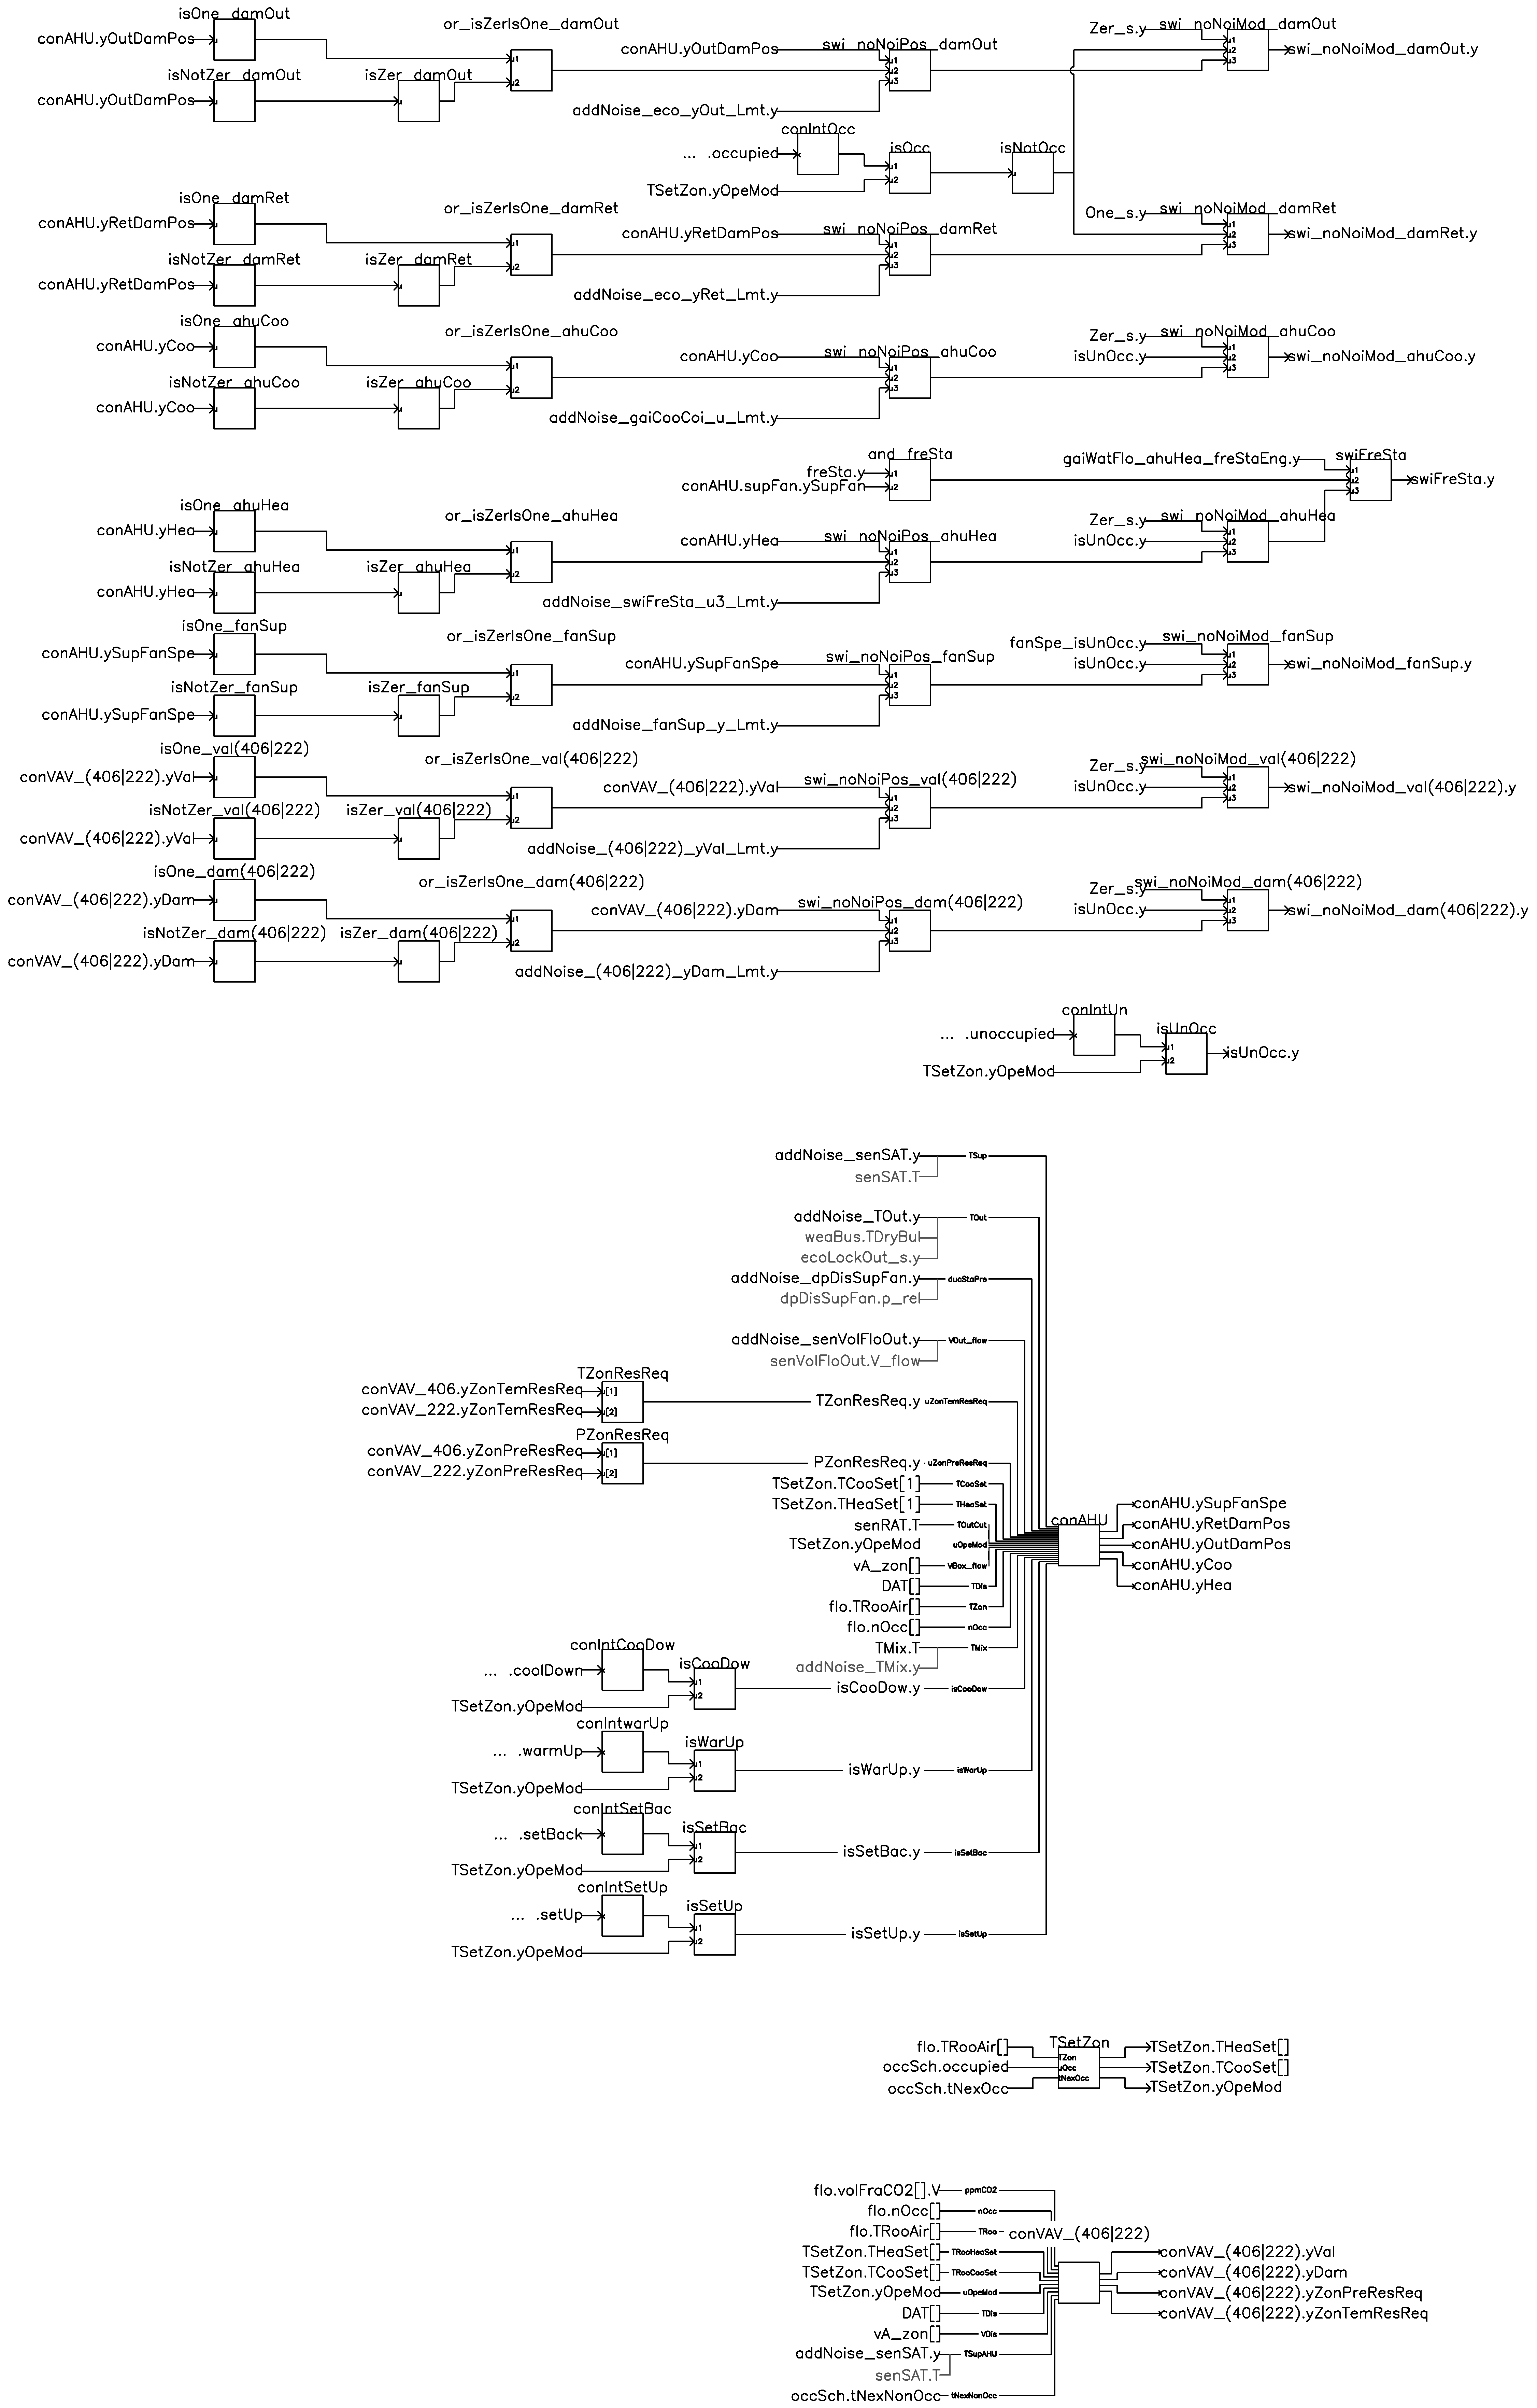 isOne_damOut
or_isZerIsOne_damOut
Zer_s.y
swi_noNoiMod_damOut
conAHU.yOutDamPos
u1
u2
conAHU.yOutDamPos
swi_noNoiPos_damOut
u1
u2
u3
u1
u2
u3
swi_noNoiMod_damOut.y
isNotZer_damOut
isZer_damOut
conAHU.yOutDamPos
u
u
addNoise_eco_yOut_Lmt.y
conIntOcc
... .occupied
isOcc
u1
u2
isNotOcc
u
TSetZon.yOpeMod
isOne_damRet
or_isZerIsOne_damRet
One_s.y
swi_noNoiMod_damRet
conAHU.yRetDamPos
u1
u2
conAHU.yRetDamPos
swi_noNoiPos_damRet
u1
u2
u3
u1
u2
u3
swi_noNoiMod_damRet.y
isNotZer_damRet
isZer_damRet
conAHU.yRetDamPos
u
u
addNoise_eco_yRet_Lmt.y
isOne_ahuCoo
or_isZerIsOne_ahuCoo
Zer_s.y
swi_noNoiMod_ahuCoo
conAHU.yCoo
u1
u2
conAHU.yCoo
swi_noNoiPos_ahuCoo
u1
u2
u3
isUnOcc.y
u1
u2
u3
swi_noNoiMod_ahuCoo.y
isNotZer_ahuCoo
isZer_ahuCoo
conAHU.yCoo
u
u
addNoise_gaiCooCoi_u_Lmt.y
and_freSta
freSta.y
conAHU.supFan.ySupFan
u1
u2
gaiWatFlo_ahuHea_freStaEng.y
swiFreSta
u1
u2
u3
swiFreSta.y
isOne_ahuHea
or_isZerIsOne_ahuHea
Zer_s.y
swi_noNoiMod_ahuHea
conAHU.yHea
u1
u2
conAHU.yHea
swi_noNoiPos_ahuHea
u1
u2
u3
isUnOcc.y
u1
u2
u3
isNotZer_ahuHea
isZer_ahuHea
conAHU.yHea
u
u
addNoise_swiFreSta_u3_Lmt.y
isOne_fanSup
or_isZerIsOne_fanSup
fanSpe_isUnOcc.y
swi_noNoiMod_fanSup
conAHU.ySupFanSpe
u1
u2
conAHU.ySupFanSpe
swi_noNoiPos_fanSup
u1
u2
u3
isUnOcc.y
u1
u2
u3
swi_noNoiMod_fanSup.y
isNotZer_fanSup
isZer_fanSup
conAHU.ySupFanSpe
u
u
addNoise_fanSup_y_Lmt.y
isOne_val(406|222)
or_isZerIsOne_val(406|222)
Zer_s.y
swi_noNoiMod_val(406|222)
conVAV_(406|222).yVal
u1
u2
conVAV_(406|222).yVal
swi_noNoiPos_val(406|222)
u1
u2
u3
isUnOcc.y
u1
u2
u3
swi_noNoiMod_val(406|222).y
isNotZer_val(406|222)
isZer_val(406|222)
conVAV_(406|222).yVal
u
u
addNoise_(406|222)_yVal_Lmt.y
isOne_dam(406|222)
or_isZerIsOne_dam(406|222)
Zer_s.y
swi_noNoiMod_dam(406|222)
conVAV_(406|222).yDam
u1
u2
conVAV_(406|222).yDam
swi_noNoiPos_dam(406|222)
u1
u2
u3
isUnOcc.y
u1
u2
u3
swi_noNoiMod_dam(406|222).y
isNotZer_dam(406|222)
isZer_dam(406|222)
conVAV_(406|222).yDam
u
u
addNoise_(406|222)_yDam_Lmt.y
conIntUn
... .unoccupied
isUnOcc
u1
u2
isUnOcc.y
TSetZon.yOpeMod
addNoise_senSAT.y TSup
senSAT.T
addNoise_TOut.y TOut
weaBus.TDryBul
ecoLockOut_s.y
addNoise_dpDisSupFan.y ducStaPre
dpDisSupFan.p_rel
addNoise_senVolFloOut.y VOut_flow
senVolFloOut.V_flow
TZonResReq
conVAV_406.yZonTemResReq u[1]
conVAV_222.yZonTemResReq u[2]
TZonResReq.y uZonTemResReq
PZonResReq
conVAV_406.yZonPreResReq u[1]
conVAV_222.yZonPreResReq u[2]
PZonResReq.y uZonPreResReq
TSetZon.TCooSet[1] TCooSet
TSetZon.THeaSet[1] THeaSet
senRAT.T TOutCut
TSetZon.yOpeMod uOpeMod
vA_zon[] VBox_flow
DAT[] TDis
flo.TRooAir[] TZon
flo.nOcc[] nOcc
TMix.T TMix
addNoise_TMix.y
conAHU
conAHU.ySupFanSpe
conAHU.yRetDamPos
conAHU.yOutDamPos
conAHU.yCoo
conAHU.yHea
conIntCooDow
... .coolDown
isCooDow
u1
u2
isCooDow.y isCooDow
TSetZon.yOpeMod
conIntwarUp
... .warmUp
isWarUp
u1
u2
isWarUp.y isWarUp
TSetZon.yOpeMod
conIntSetBac
... .setBack
isSetBac
u1
u2
isSetBac.y isSetBac
TSetZon.yOpeMod
conIntSetUp
... .setUp
isSetUp
u1
u2
isSetUp.y isSetUp
TSetZon.yOpeMod
TSetZon
flo.TRooAir[] TZon TSetZon.THeaSet[]
occSch.occupied uOcc TSetZon.TCooSet[]
occSch.tNexOcc tNexOcc TSetZon.yOpeMod
flo.volFraCO2[].V ppmCO2
flo.nOcc[] nOcc
flo.TRooAir[] TRoo
conVAV_(406|222)
TSetZon.THeaSet[] TRooHeaSet
TSetZon.TCooSet[] TRooCooSet
TSetZon.yOpeMod uOpeMod
DAT[] TDis
vA_zon[] VDis
addNoise_senSAT.y TSupAHU
senSAT.T
occSch.tNexNonOcc tNexNonOcc
conVAV_(406|222).yVal
conVAV_(406|222).yDam
conVAV_(406|222).yZonPreResReq
conVAV_(406|222).yZonTemResReq